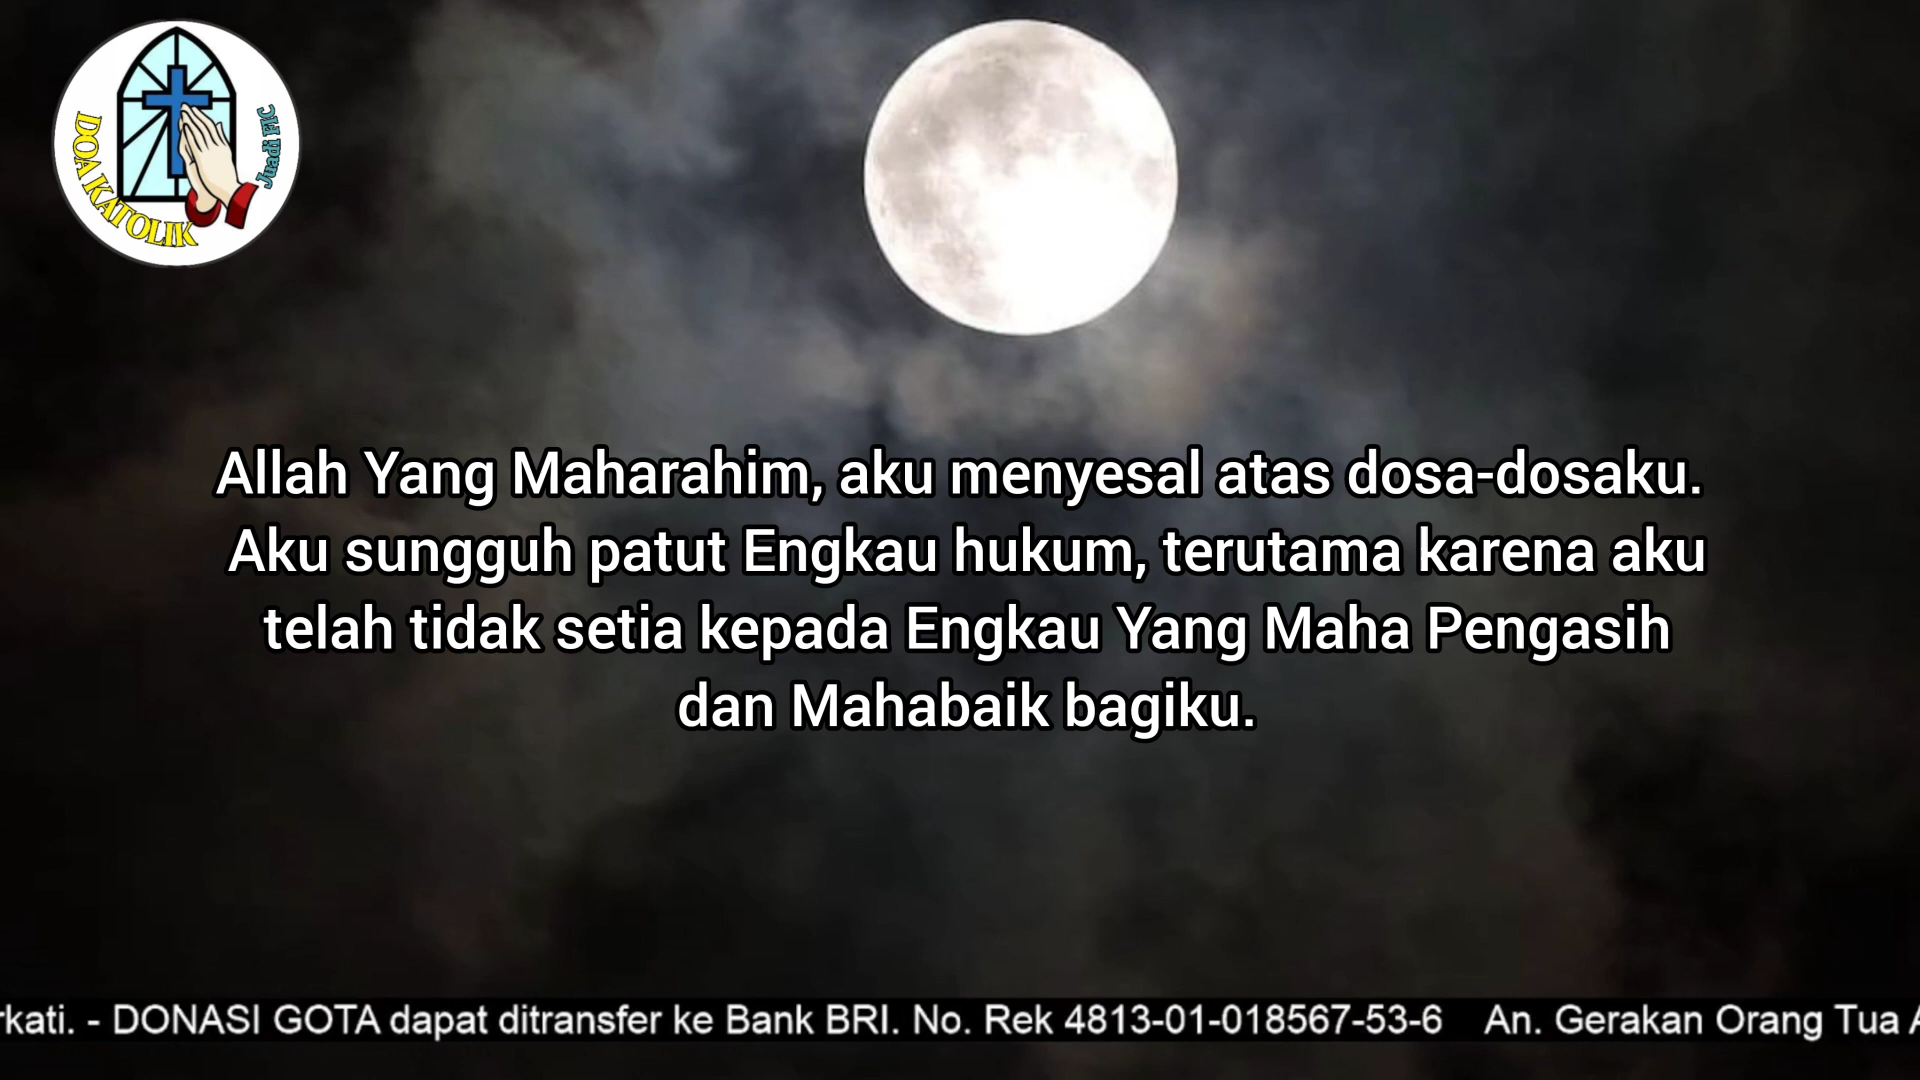 DOA KATOLIK
Juadi FIC
Allah Yang Maharahim, aku menyesal atas dosa-dosaku.
Aku sungguh patut Engkau hukum, terutama karena aku
telah tidak setia kepada Engkau Yang Maha Pengasih
dan Mahabaik bagiku.
rkati. - DONASI GOTA dapat ditransfer ke Bank BRI. No. Rek 4813-01-018567-53-6 An. Gerakan Orang Tua A